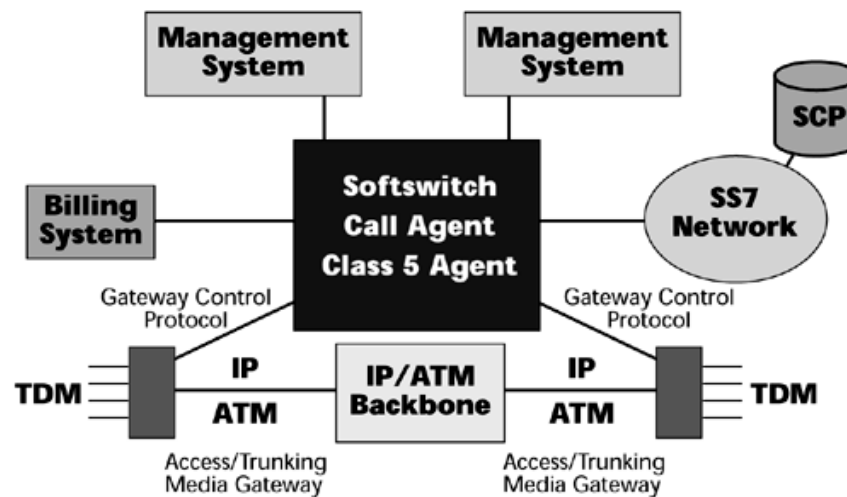 Management
System
Management
System
SCP
Softswitch
Call Agent
Class 5 Agent
Billing
System
SS7
Network
Gateway Control
Protocol
Gateway Control
Protocol
TDM
IP
ATM
IP/ATM
Backbone
IP
ATM
TDM
Access/Trunking
Media Gateway
Access/Trunking
Media Gateway